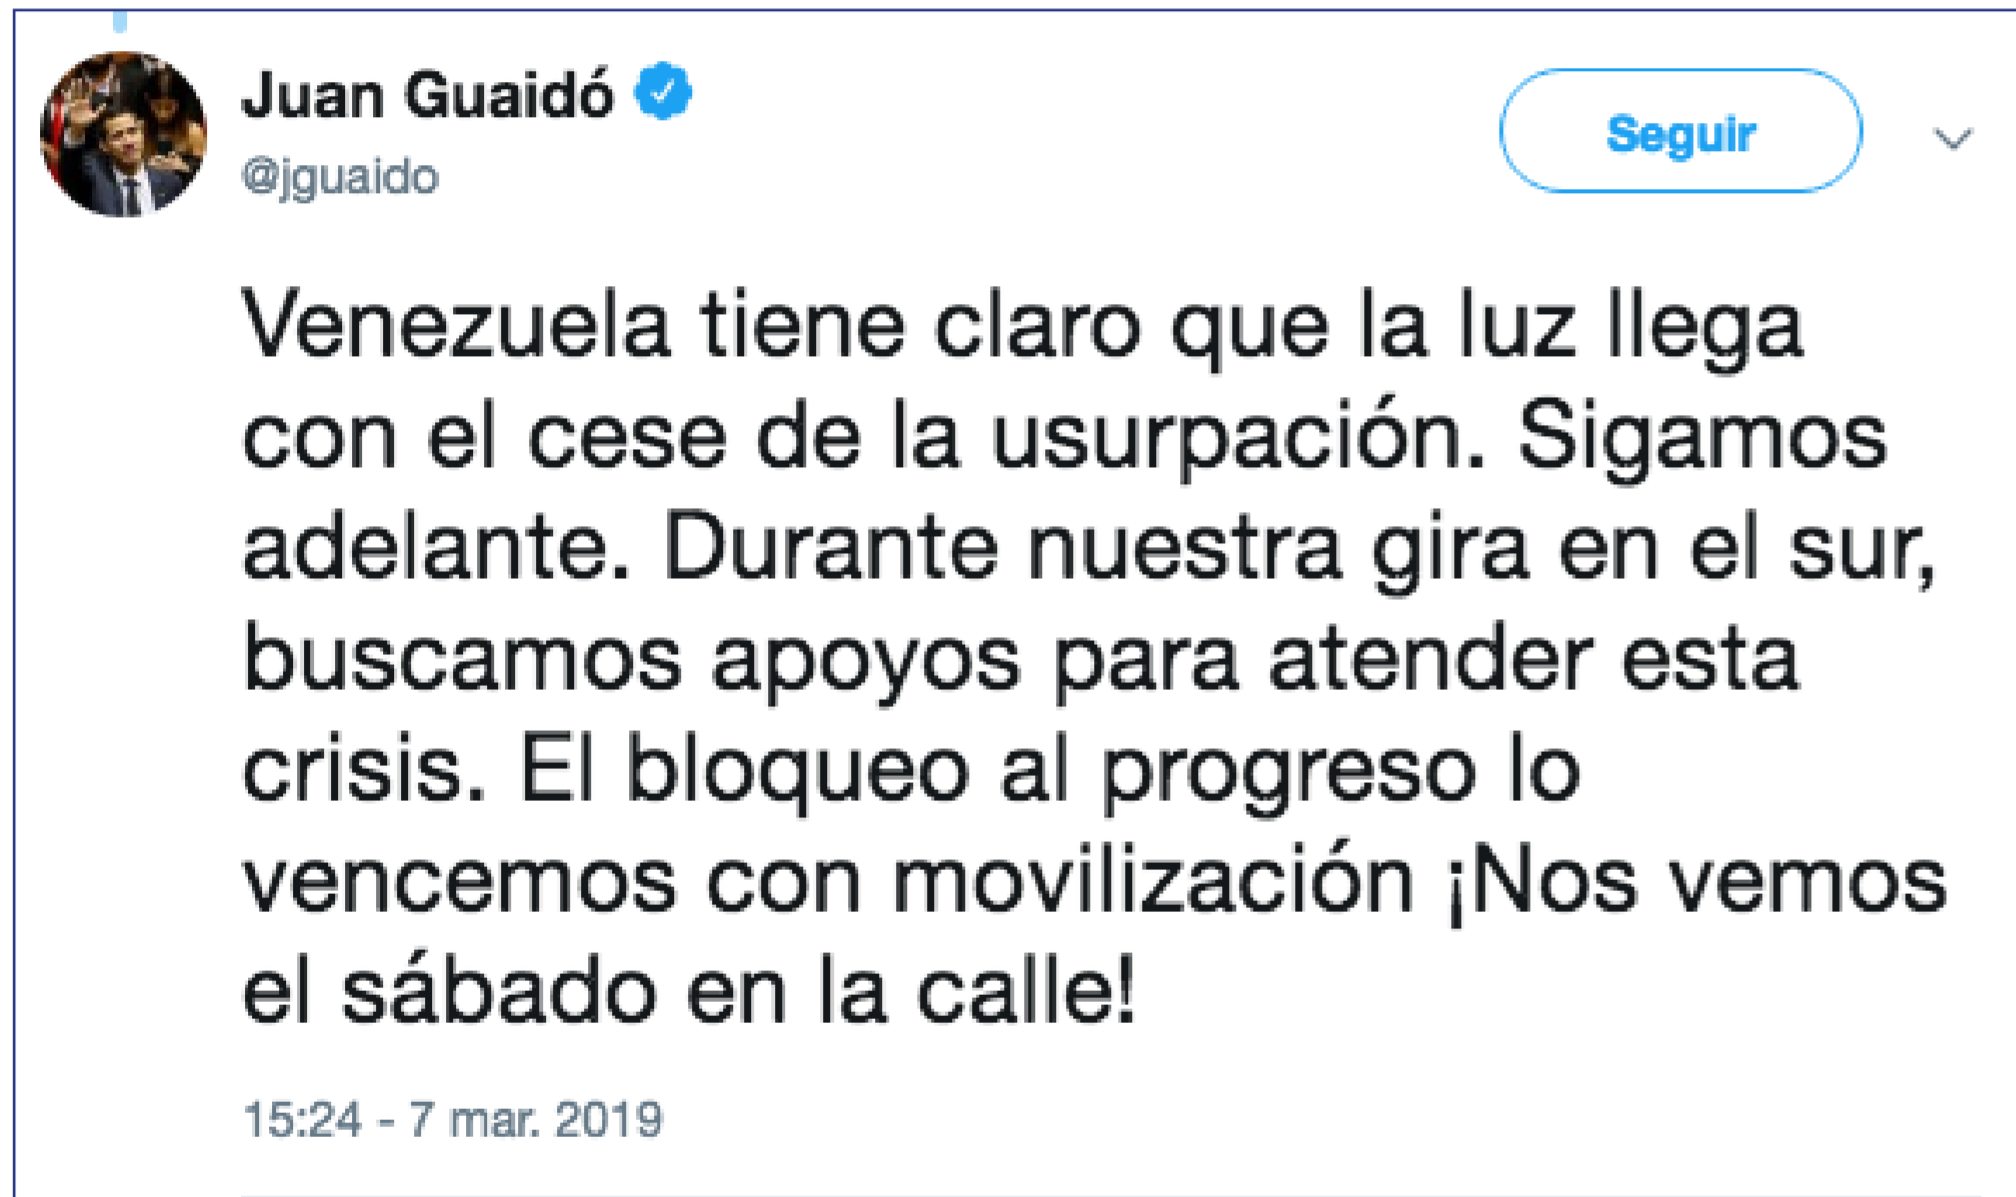 Juan Guaidó
@jguaido
Seguir
Venezuela tiene claro que la luz llega
con el cese de la usurpación. Sigamos
adelante. Durante nuestra gira en el sur,
buscamos apoyos para atender esta
crisis. El bloqueo al progreso lo
vencemos con movilización ¡Nos vemos
el sábado en la calle!
15:24 - 7 mar. 2019